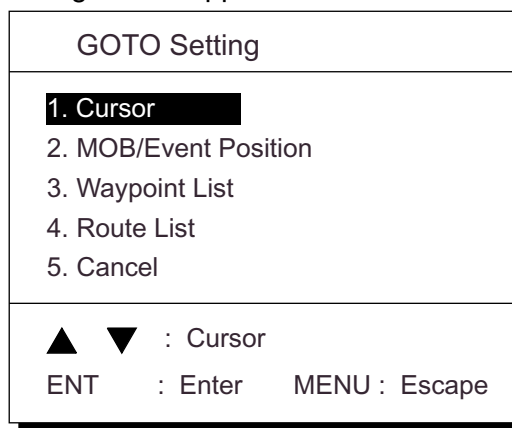 GOTO Setting
1. Cursor
2. MOB/Event Position
3. Waypoint List
4. Route List
5. Cancel
▲ ▼ : Cursor
ENT : Enter MENU : Escape